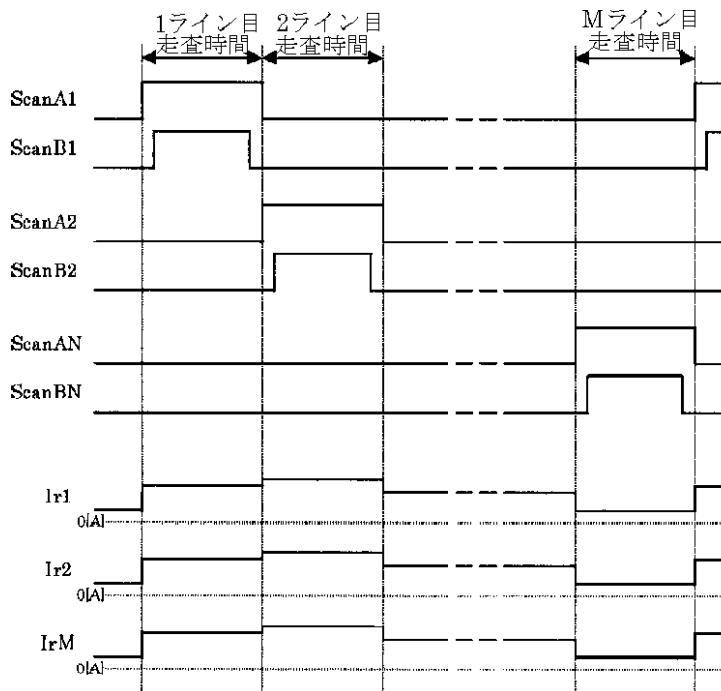 1ライン目
走査時間
2ライン目
走査時間
Mライン目
走査時間
ScanA1
ScanB1
ScanA2
ScanB2
ScanAN
ScanBN
Ir1
0[A]
Ir2
0[A]
IrM
0[A]